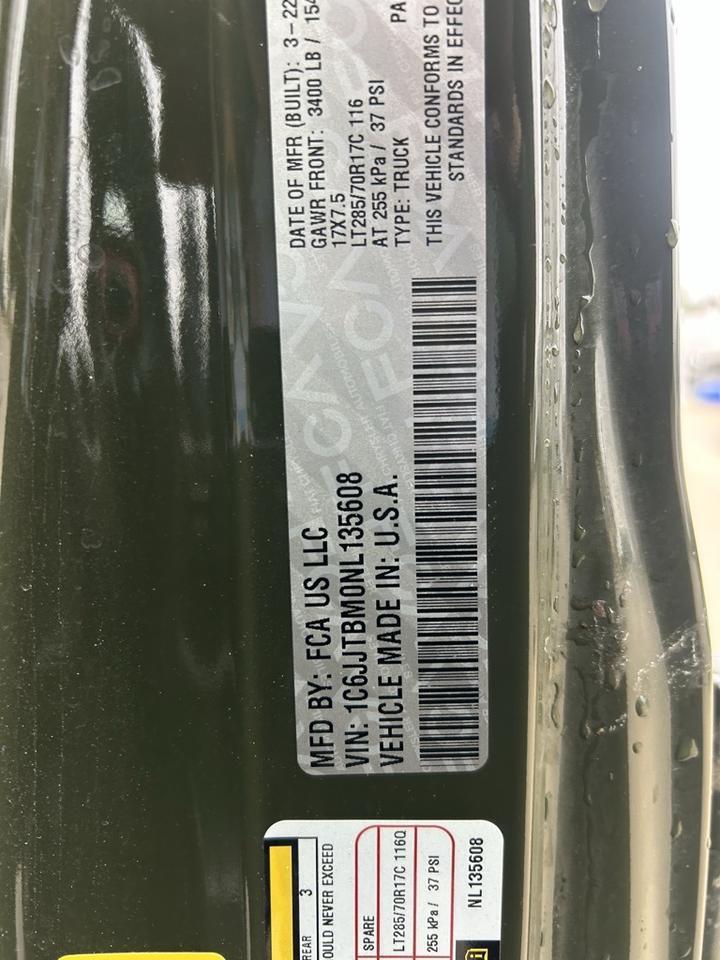 MFD BY: FCA US LLC
VIN: 1C6JJTBM0NL135608
VEHICLE MADE IN: U.S.A.
DATE OF MFR (BUILT): 3-22
GAWR FRONT: 3400 LB / 154
17X7.5
LT285/70R17C 116
AT 255 kPa / 37 PSI
TYPE: TRUCK PA
THIS VEHICLE CONFORMS TO
STANDARDS IN EFFEC
REAR 3
OULD NEVER EXCEED
SPARE
LT285/70R17C 116Q
255 kPa / 37 PSI
NL135608